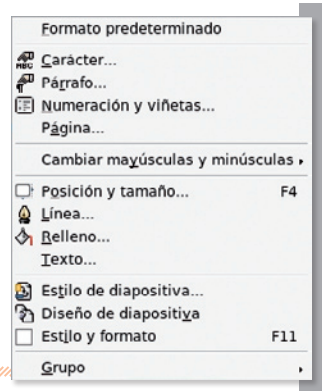 Formato predeterminado
Carácter...
Párrafo...
Numeración y viñetas...
Página...
Cambiar mayúsculas y minúsculas
Posición y tamaño... F4
Línea...
Relleno...
Texto...
Estilo de diapositiva...
Diseño de diapositiva
Estilo y formato F11
Grupo